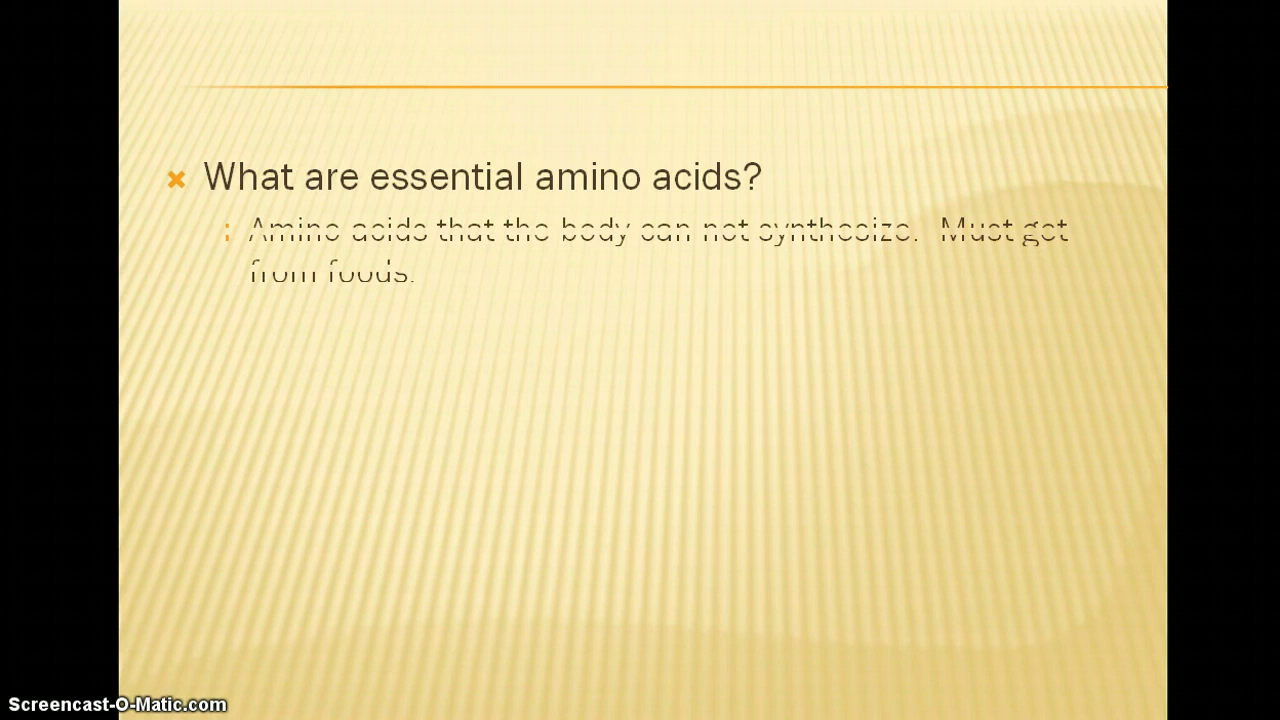 What are essential amino acids?
Amino acids that the body can not synthesize. Must get
from foods.
Screencast-O-Matic.com